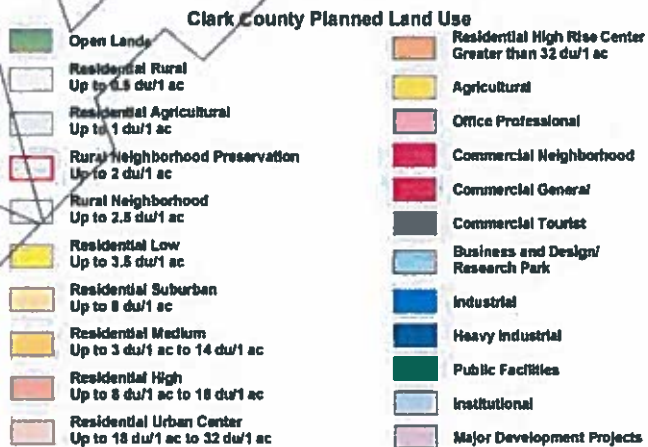 Clark County Planned Land Use
Open Lands
Residential Rural
Up to 0.5 du/1 ac
Residential Agricultural
Up to 1 du/1 ac
Rural Neighborhood Preservation
Up to 2 du/1 ac
Rural Neighborhood
Up to 2.5 du/1 ac
Residential Low
Up to 3.5 du/1 ac
Residential Suburban
Up to 8 du/1 ac
Residential Medium
Up to 3 du/1 ac to 14 du/1 ac
Residential High
Up to 8 du/1 ac to 18 du/1 ac
Residential Urban Center
Up to 18 du/1 ac to 32 du/1 ac
Residential High Rise Center
Greater than 32 du/1 ac
Agricultural
Office Professional
Commercial Neighborhood
Commercial General
Commercial Tourist
Business and Design/
Research Park
Industrial
Heavy Industrial
Public Facilities
Institutional
Major Development Projects